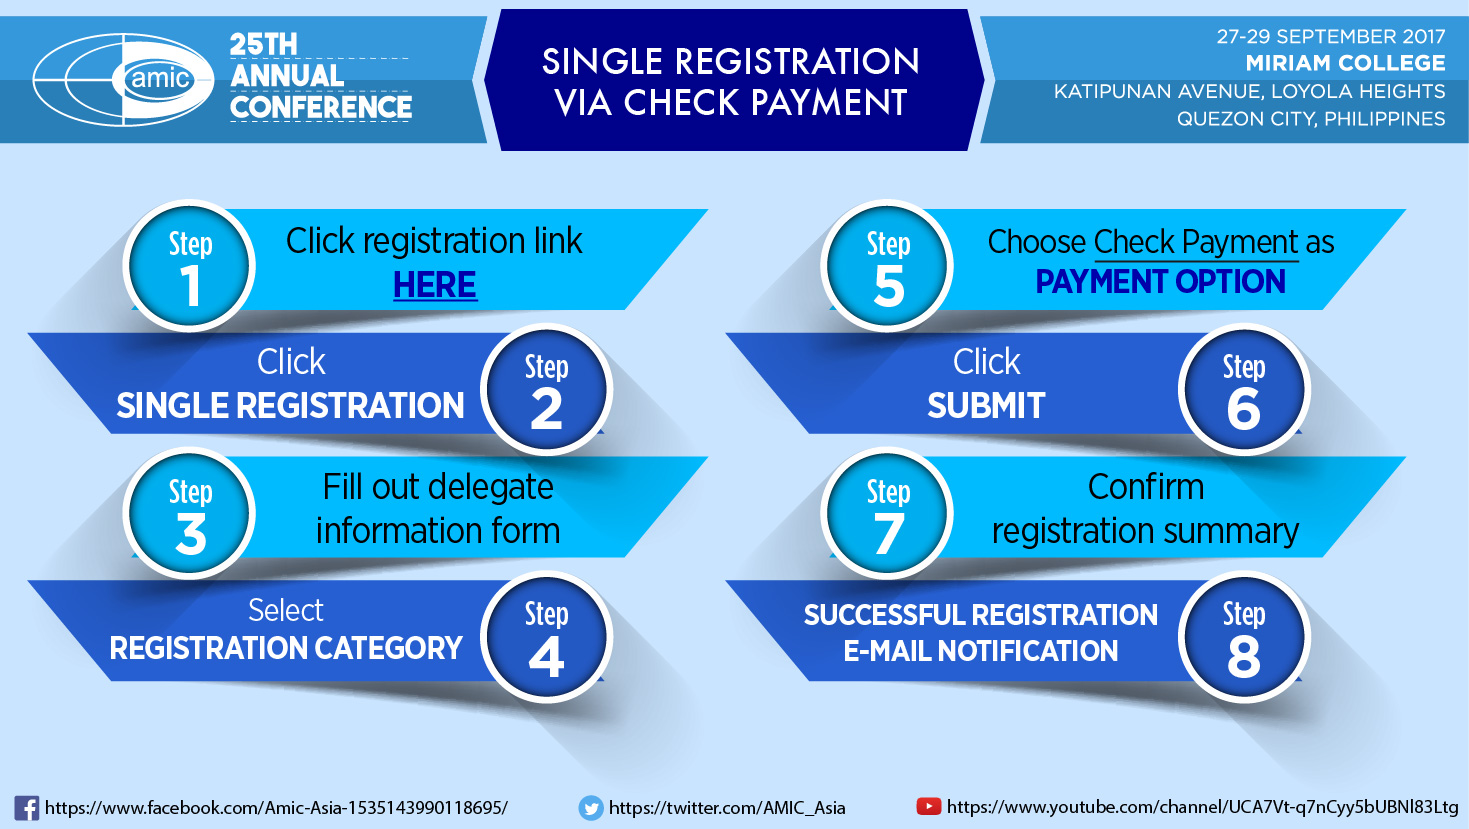 amic
25TH
ANNUAL
CONFERENCE
SINGLE REGISTRATION
VIA CHECK PAYMENT
27-29 SEPTEMBER 2017
MIRIAM COLLEGE
KATIPUNAN AVENUE, LOYOLA HEIGHTS
QUEZON CITY, PHILIPPINES
Step
1
Click registration link
HERE
Click
SINGLE REGISTRATION
Step
2
Step
3
Fill out delegate
information form
Select
REGISTRATION CATEGORY
Step
4
Step
5
Choose Check Payment as
PAYMENT OPTION
Click
SUBMIT
Step
6
Step
7
Confirm
registration summary
SUCCESSFUL REGISTRATION
E-MAIL NOTIFICATION
Step
8
https://www.facebook.com/Amic-Asia-1535143990118695/
https://twitter.com/AMIC_Asia
https://www.youtube.com/channel/UCA7Vt-q7nCyy5bUBNl83Ltg